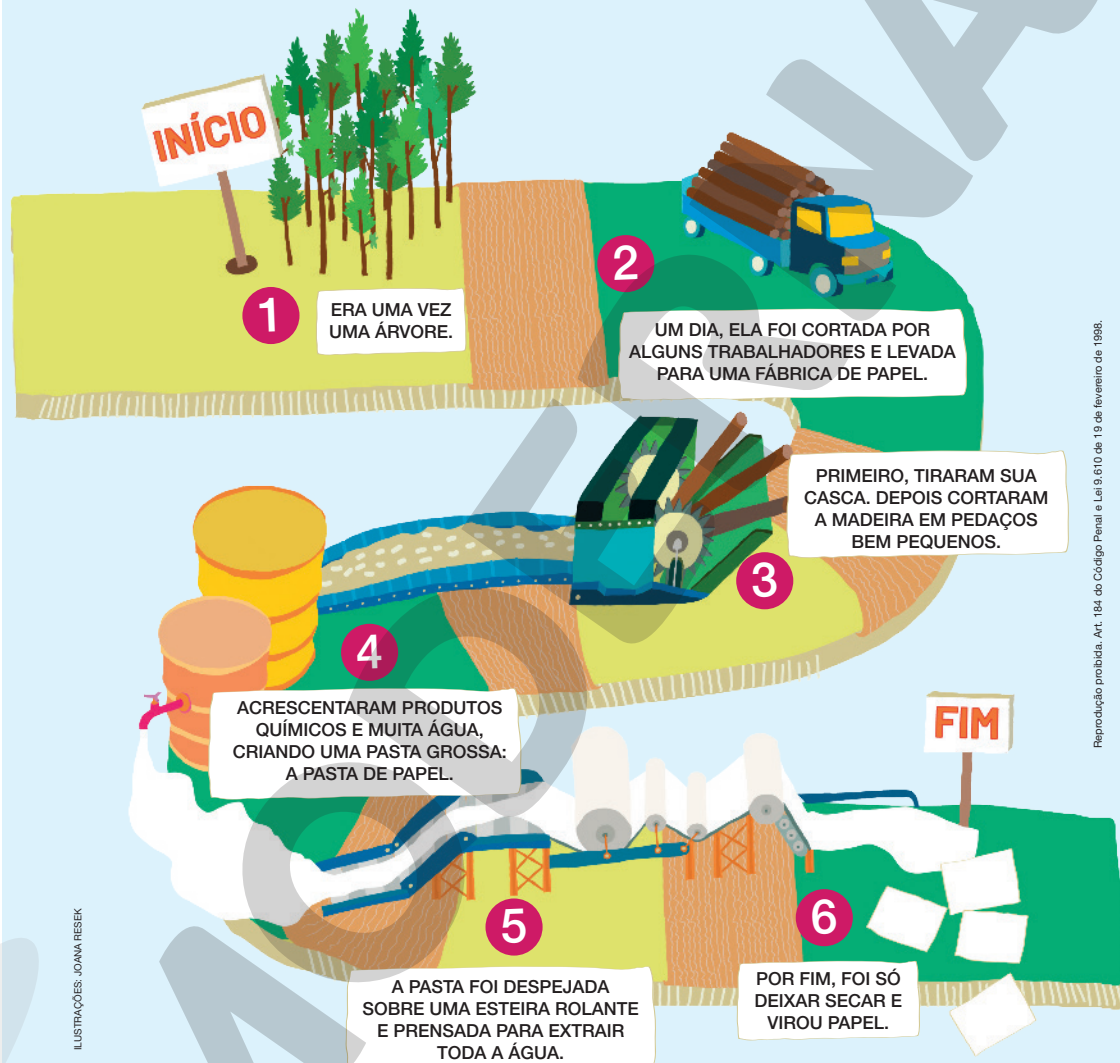 INÍCIO
1
ERA UMA VEZ
UMA ÁRVORE.
2
UM DIA, ELA FOI CORTADA POR
ALGUNS TRABALHADORES E LEVADA
PARA UMA FÁBRICA DE PAPEL.
PRIMEIRO, TIRARAM SUA
CASCA. DEPOIS CORTARAM
A MADEIRA EM PEDAÇOS
BEM PEQUENOS.
3
4
ACRESCENTARAM PRODUTOS
QUÍMICOS E MUITA ÁGUA,
CRIANDO UMA PASTA GROSSA:
A PASTA DE PAPEL.
5
A PASTA FOI DESPEJADA
SOBRE UMA ESTEIRA ROLANTE
E PRENSADA PARA EXTRAIR
TODA A ÁGUA.
6
POR FIM, FOI SÓ
DEIXAR SECAR E
VIROU PAPEL.
FIM
ILUSTRAÇÕES: JOANA RESEK
Reprodução proibida. Art. 184 do Código Penal e Lei 9.610 de 19 de fevereiro de 1998.